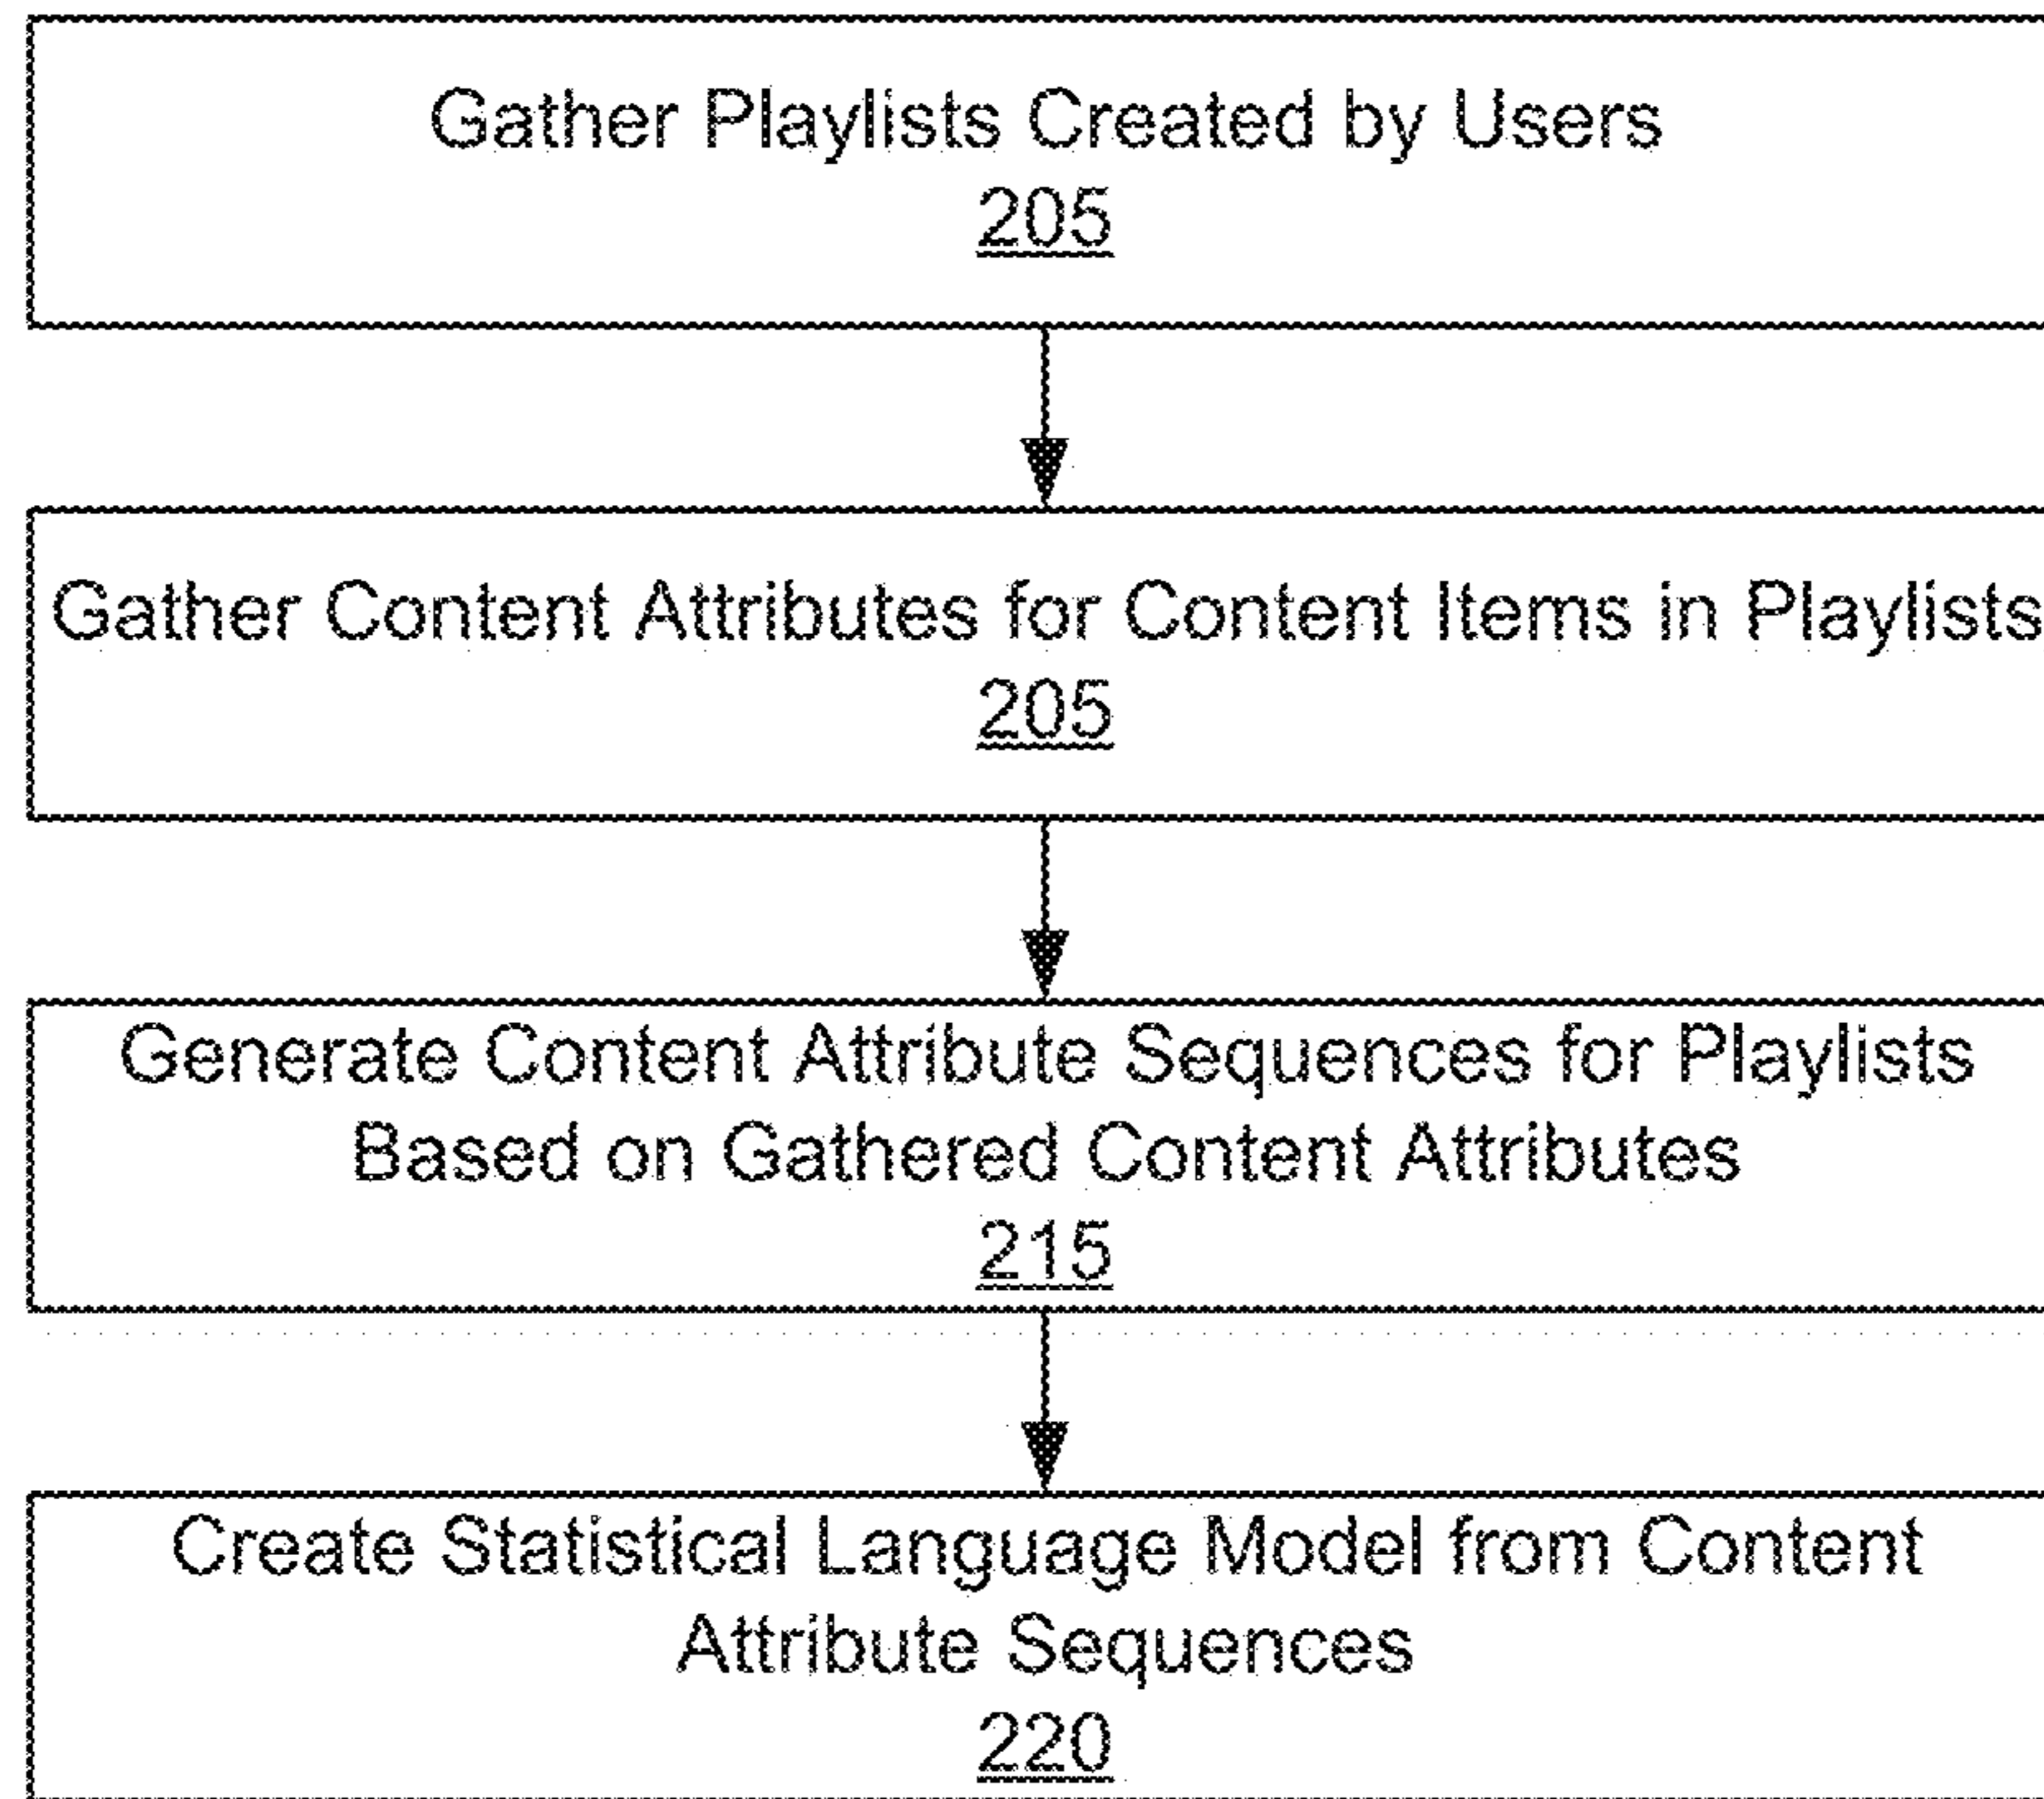 Gather Playlists Created by Users
205
Gather Content Attributes for Content Items in Playlists
205
Generate Content Attribute Sequences for Playlists
Based on Gathered Content Attributes
215
Create Statistical Language Model from Content
Attribute Sequences
220